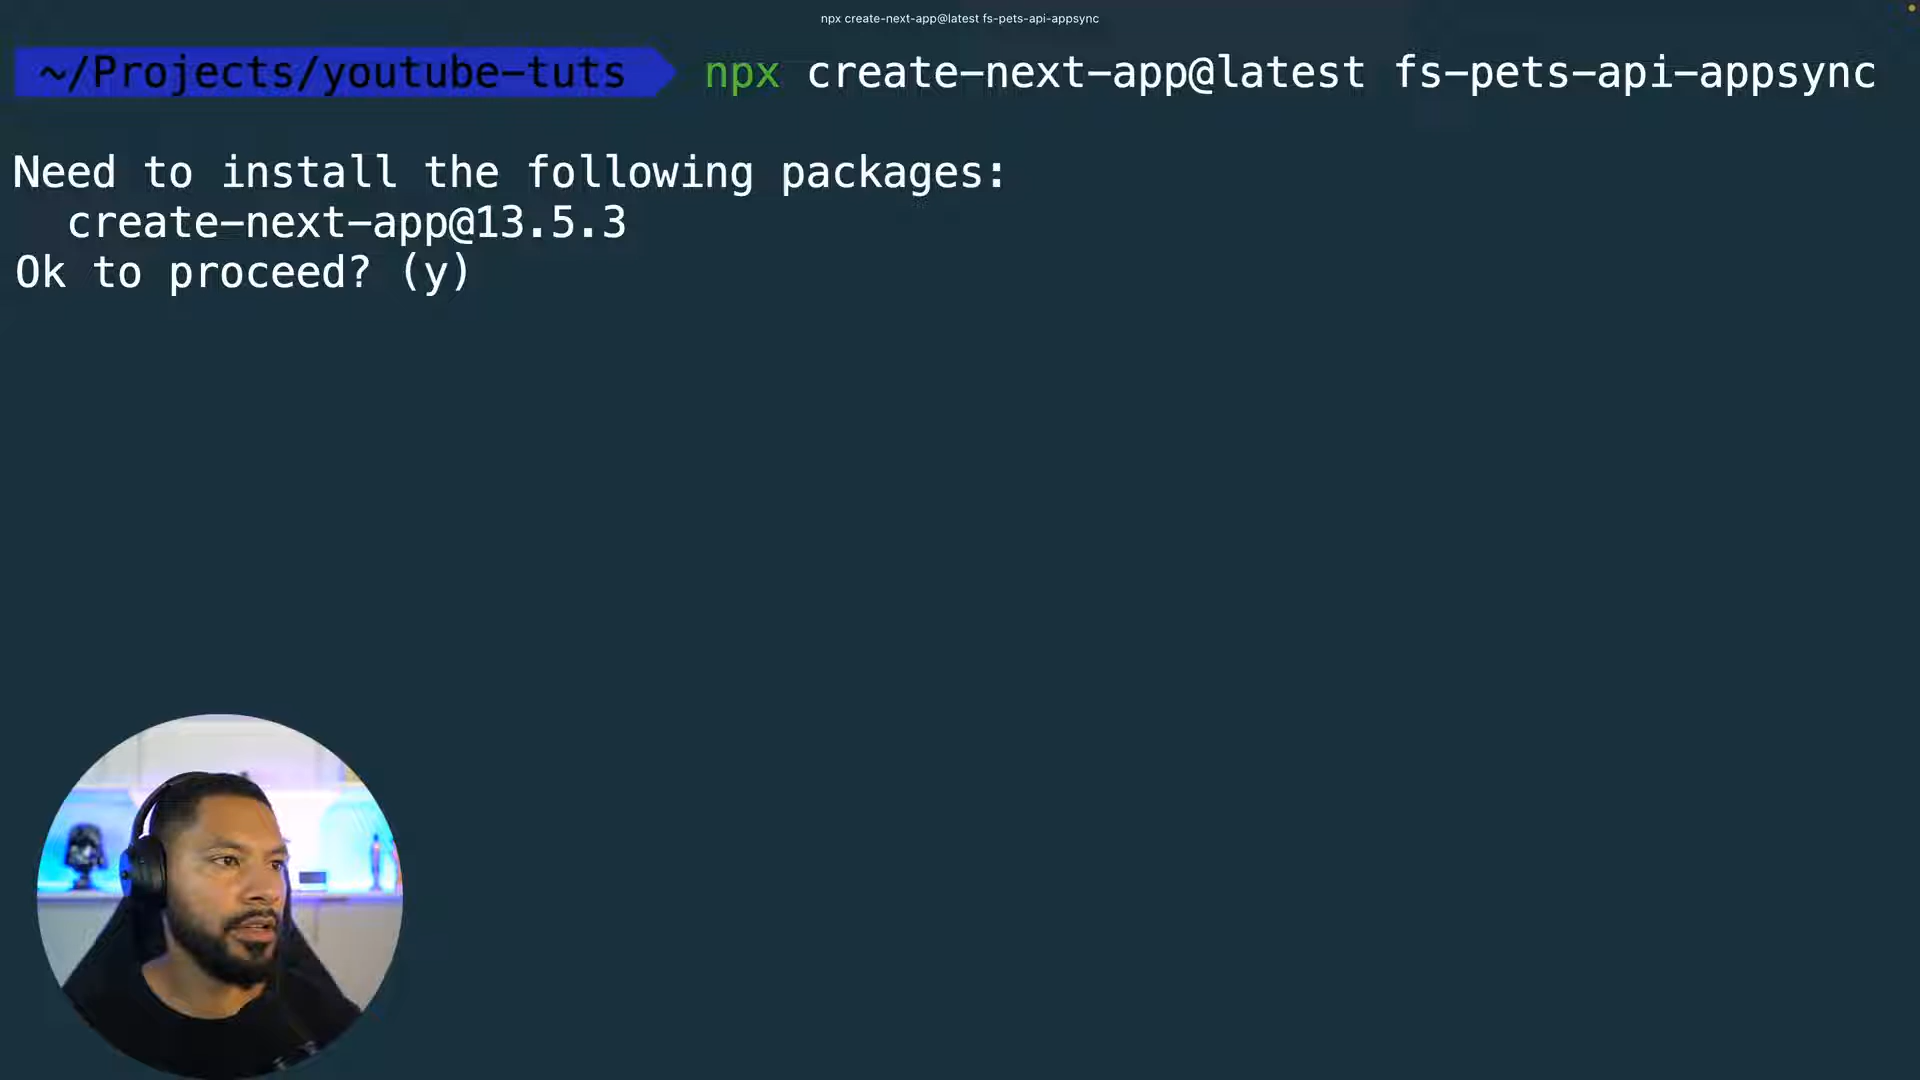 npx create-next-app@latest fs-pets-api-appsync
~/Projects/youtube-tuts npx create-next-app@latest fs-pets-api-appsync
Need to install the following packages:
create-next-app@13.5.3
Ok to proceed? (y)